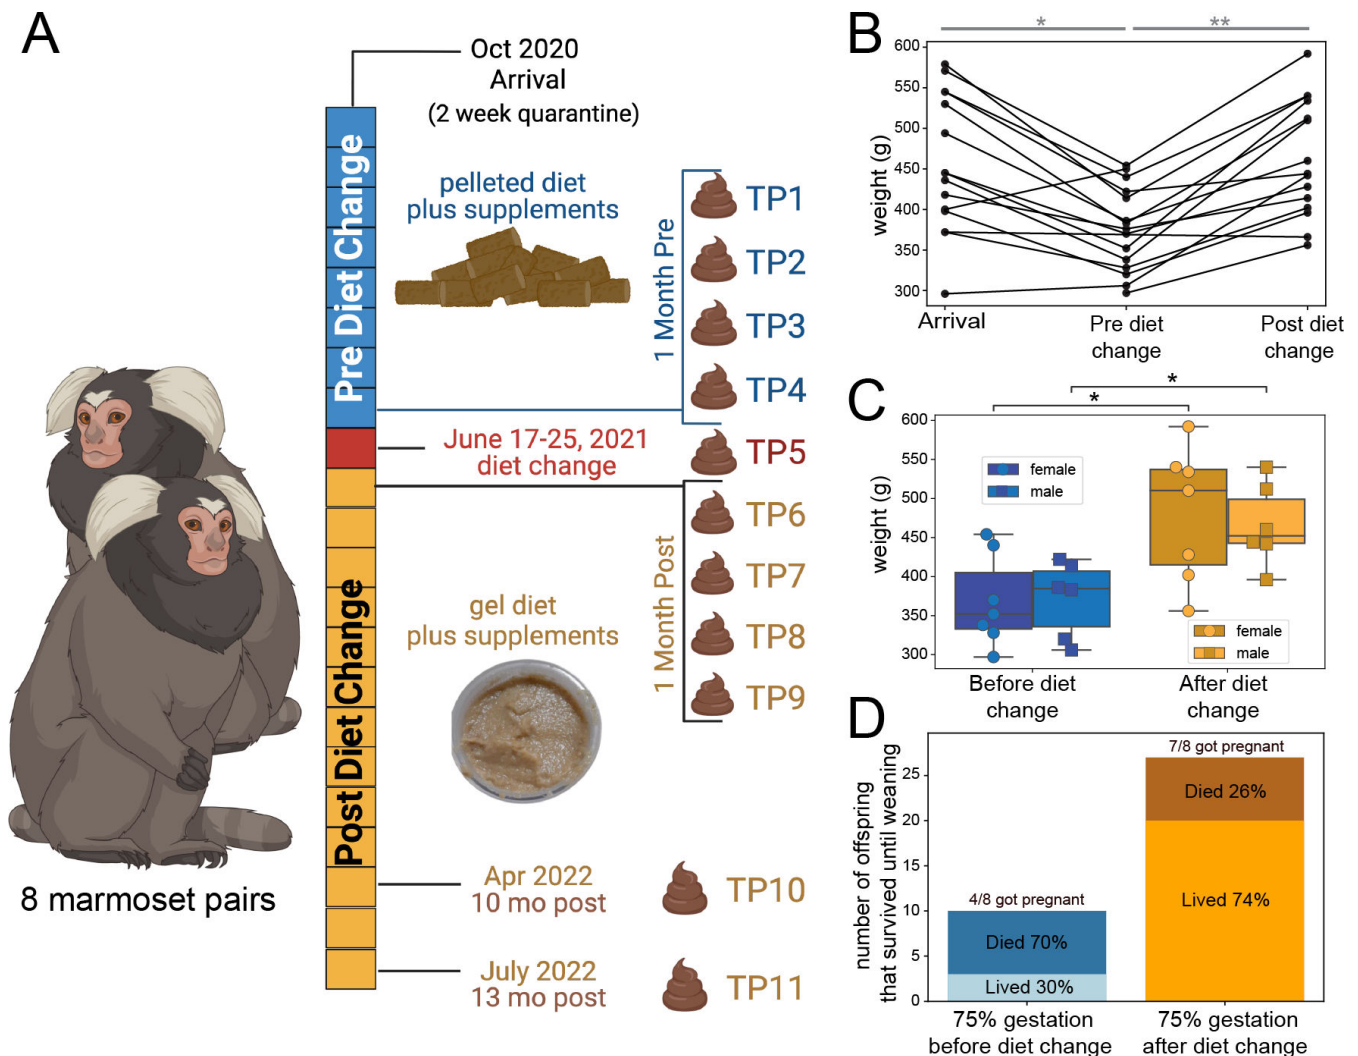 A
Oct 2020
Arrival
(2 week quarantine)
Pre Diet Change
pelleted diet
plus supplements
1 Month Pre
TP1
TP2
TP3
TP4
June 17-25, 2021
diet change
TP5
Post Diet Change
gel diet
plus supplements
1 Month Post
TP6
TP7
TP8
TP9
Apr 2022
10 mo post
TP10
July 2022
13 mo post
TP11
8 marmoset pairs
B
*
**
weight (g)
600
550
500
450
400
350
300
Arrival
Pre diet
change
Post diet
change
C
*
*
weight (g)
600
550
500
450
400
350
300
female
male
female
male
Before diet
change
After diet
change
D
number of offspring
that survived until weaning
25
20
15
10
5
0
4/8 got pregnant
Died 70%
Lived 30%
7/8 got pregnant
Died 26%
Lived 74%
75% gestation
before diet change
75% gestation
after diet change